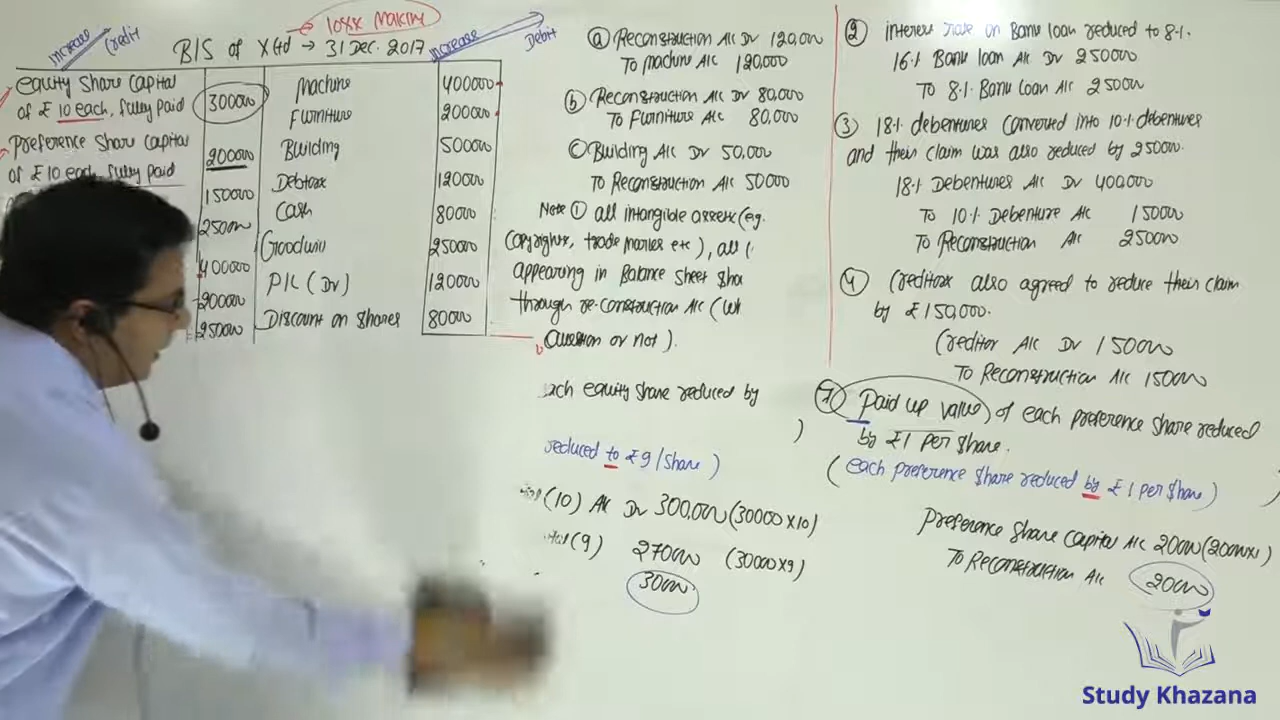 Loss Making
Increase
Credit
Increase
Debit
B/S of X Ltd → 31 Dec. 2017
equity share capital
of ₹ 10 each, fully paid
300000
Preference share capital
of ₹ 10 each, fully paid
200000
150000
250000
400000
200000
250000
Machine 400000
Furniture 200000
Building 500000
Debtors 120000
Cash 80000
Goodwill 250000
P/L (Dr) 120000
Discount on shares 80000
(a) Reconstruction A/c Dr 120,000
To Machine A/c 120,000
(b) Reconstruction A/c Dr 80,000
To Furniture A/c 80,000
(c) Building A/c Dr 50,000
To Reconstruction A/c 50000
Note ① all intangible assets (eg.
Copyrights, trade marks etc), all (
appearing in Balance Sheet
through re-construction A/c (
Question or not).
equity share reduced by
)
reduced to ₹ 9/share)
(10) A/c Dr 300,000 (30000x10)
(9) 270000 (30000x9)
30000
② interest rate on Bank loan reduced to 8%.
16% Bank loan A/c Dr 250000
To 8% Bank loan A/c 250000
③ 18% debentures converted into 10% debentures
and their claim was also reduced by 250000.
18% Debentures A/c Dr 400,000
To 10% Debenture A/c 150000
To Reconstruction A/c 250000
④ Creditors also agreed to reduce their claim
by ₹ 150,000.
Creditor A/c Dr 150000
To Reconstruction A/c 150000
⑦ Paid up value of each preference share reduced
by ₹1 per share.
(each preference share reduced by ₹ 1 per share)
Preference share capital A/c 20000 (20000x1)
To Reconstruction A/c 20000
Study Khazana